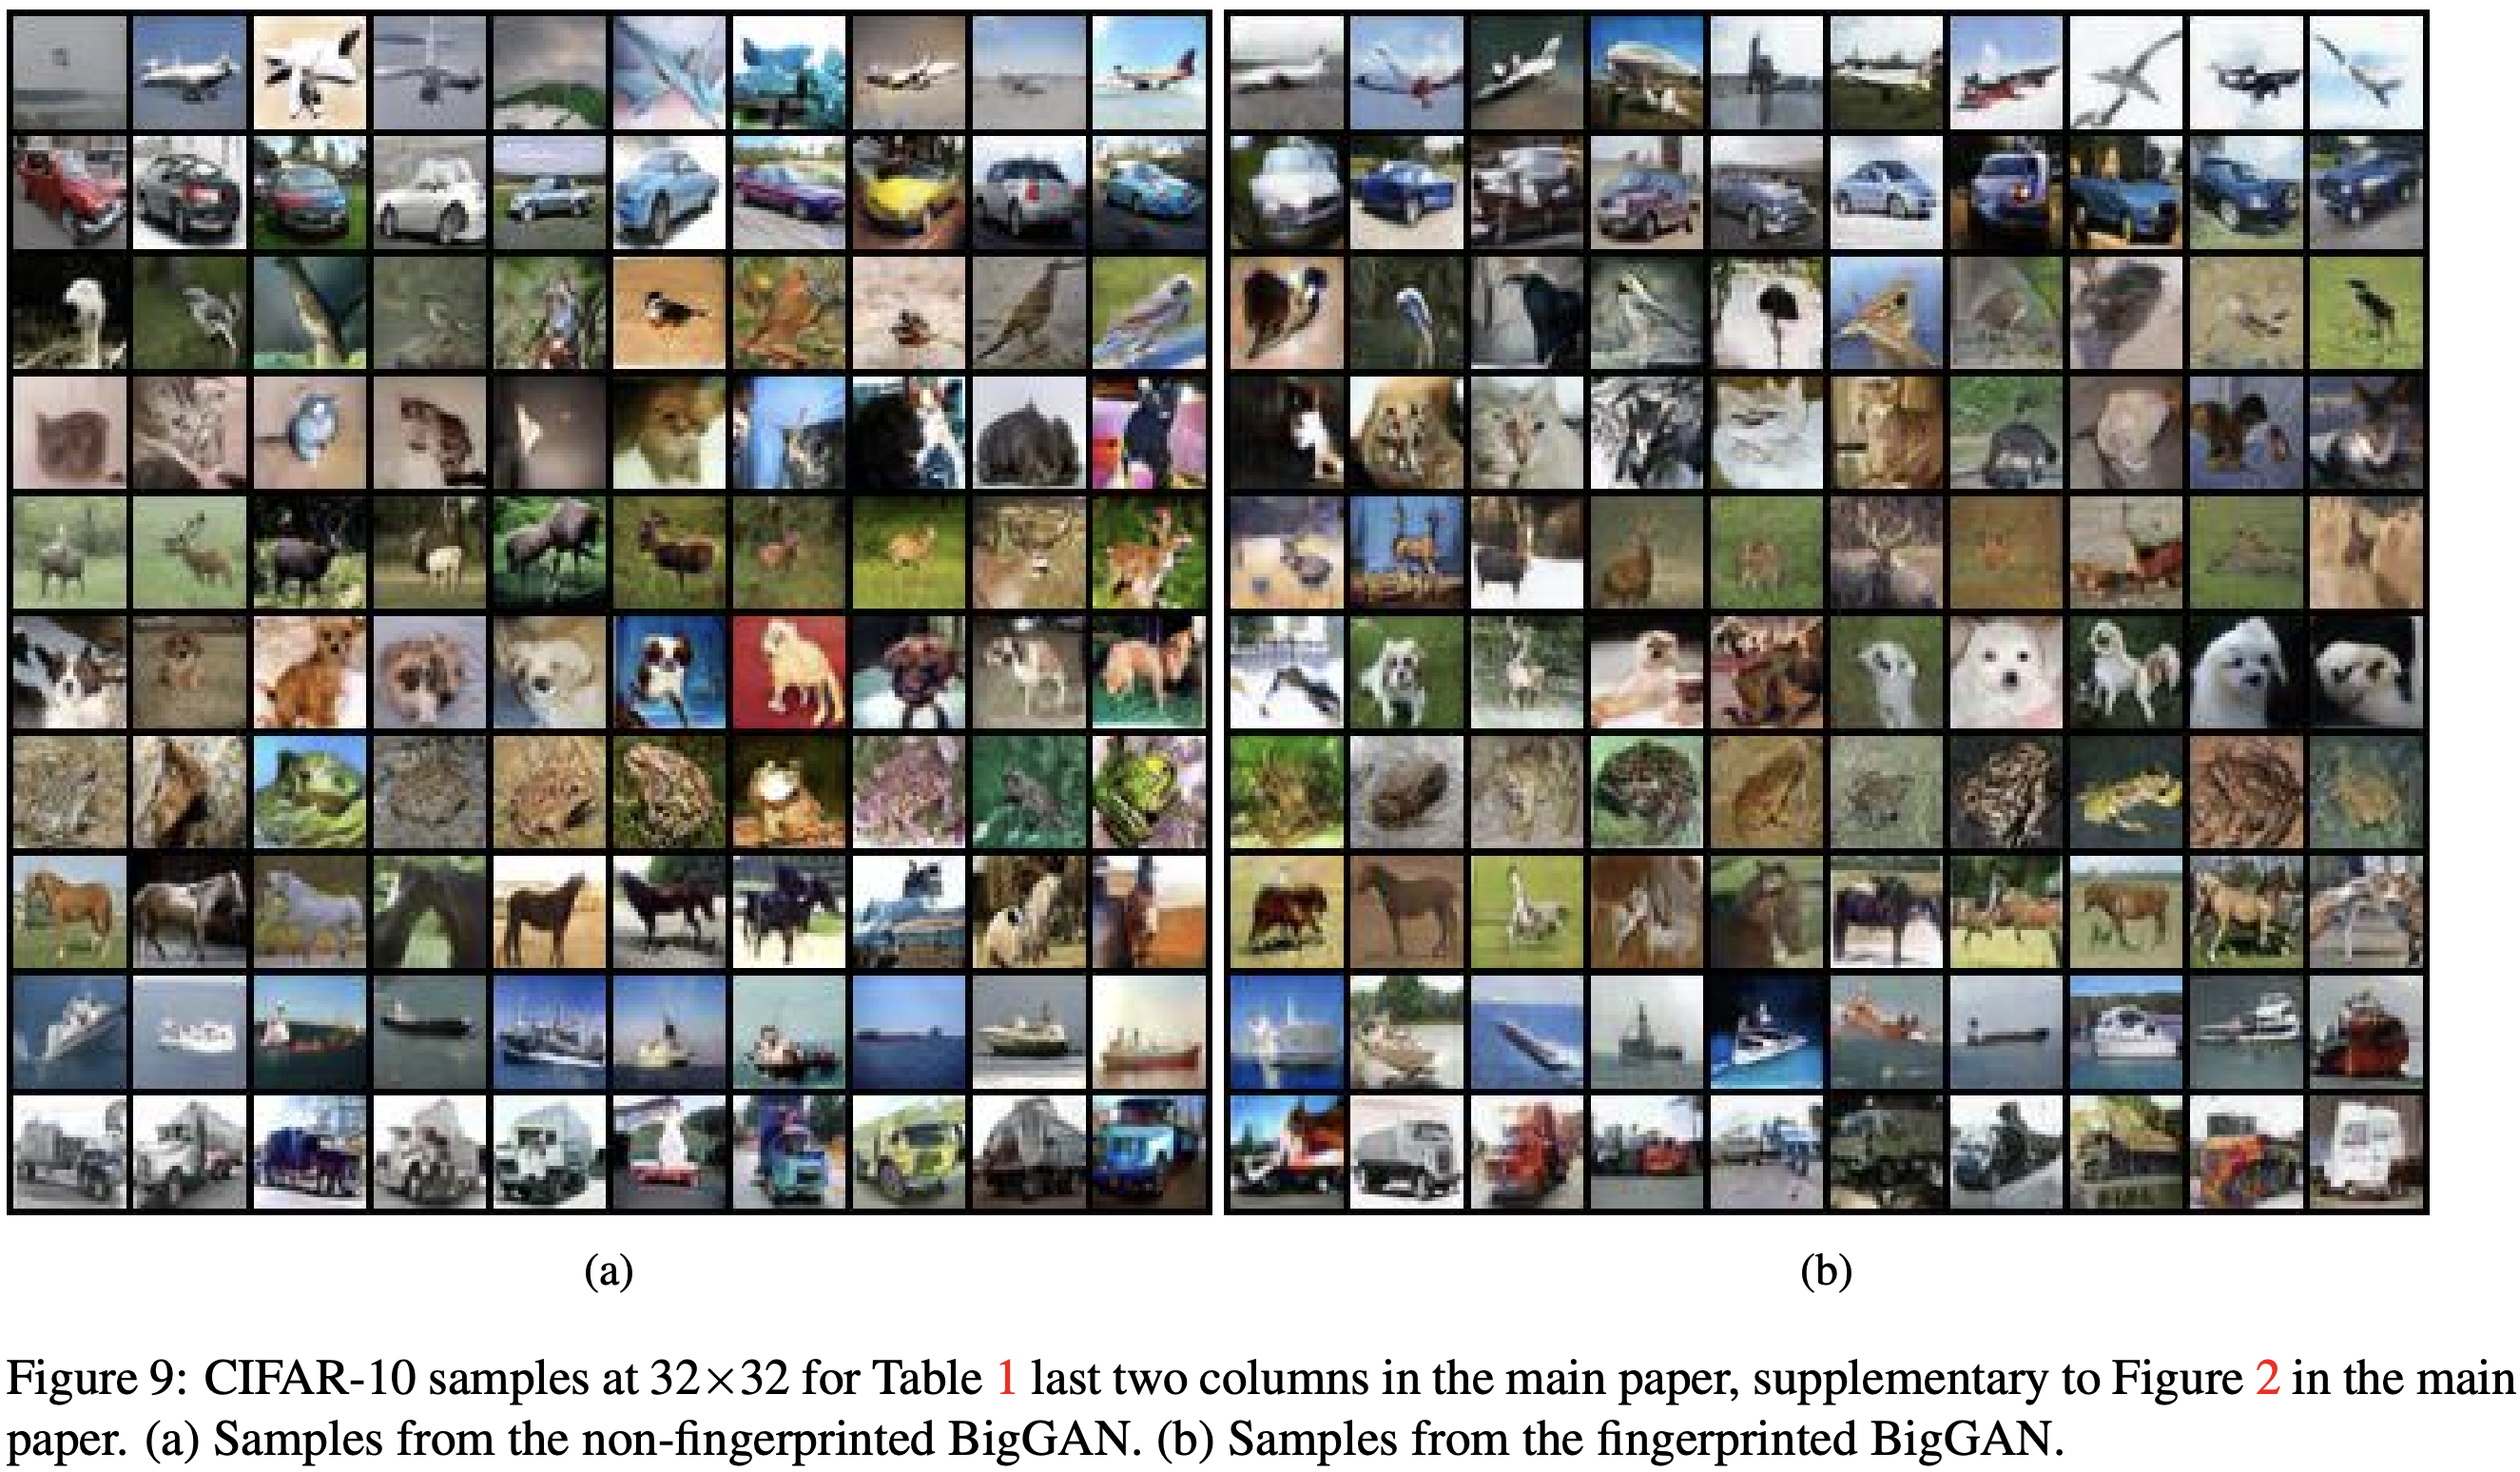 (a)
(b)
Figure 9: CIFAR-10 samples at 32×32 for Table 1 last two columns in the main paper, supplementary to Figure 2 in the main
paper. (a) Samples from the non-fingerprinted BigGAN. (b) Samples from the fingerprinted BigGAN.